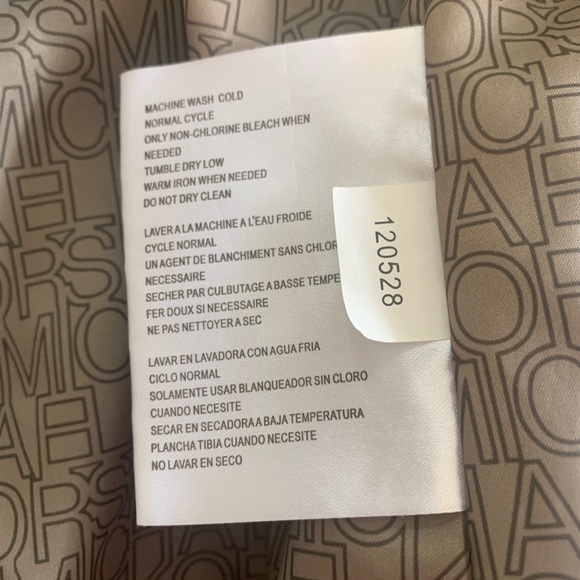 MACHINE WASH COLD
NORMAL CYCLE
ONLY NON-CHLORINE BLEACH WHEN
NEEDED
TUMBLE DRY LOW
WARM IRON WHEN NEEDED
DO NOT DRY CLEAN
LAVER A LA MACHINE A L'EAU FROIDE
CYCLE NORMAL
UN AGENT DE BLANCHIMENT SANS CHLOR
NECESSAIRE
SECHER PAR CULBUTAGE A BASSE TEMPE
FER DOUX SI NECESSAIRE
NE PAS NETTOYER A SEC
LAVAR EN LAVADORA CON AGUA FRIA
CICLO NORMAL
SOLAMENTE USAR BLANQUEADOR SIN CLORO
CUANDO NECESITE
SECAR EN SECADORA A BAJA TEMPERATURA
PLANCHA TIBIA CUANDO NECESITE
NO LAVAR EN SECO
120528